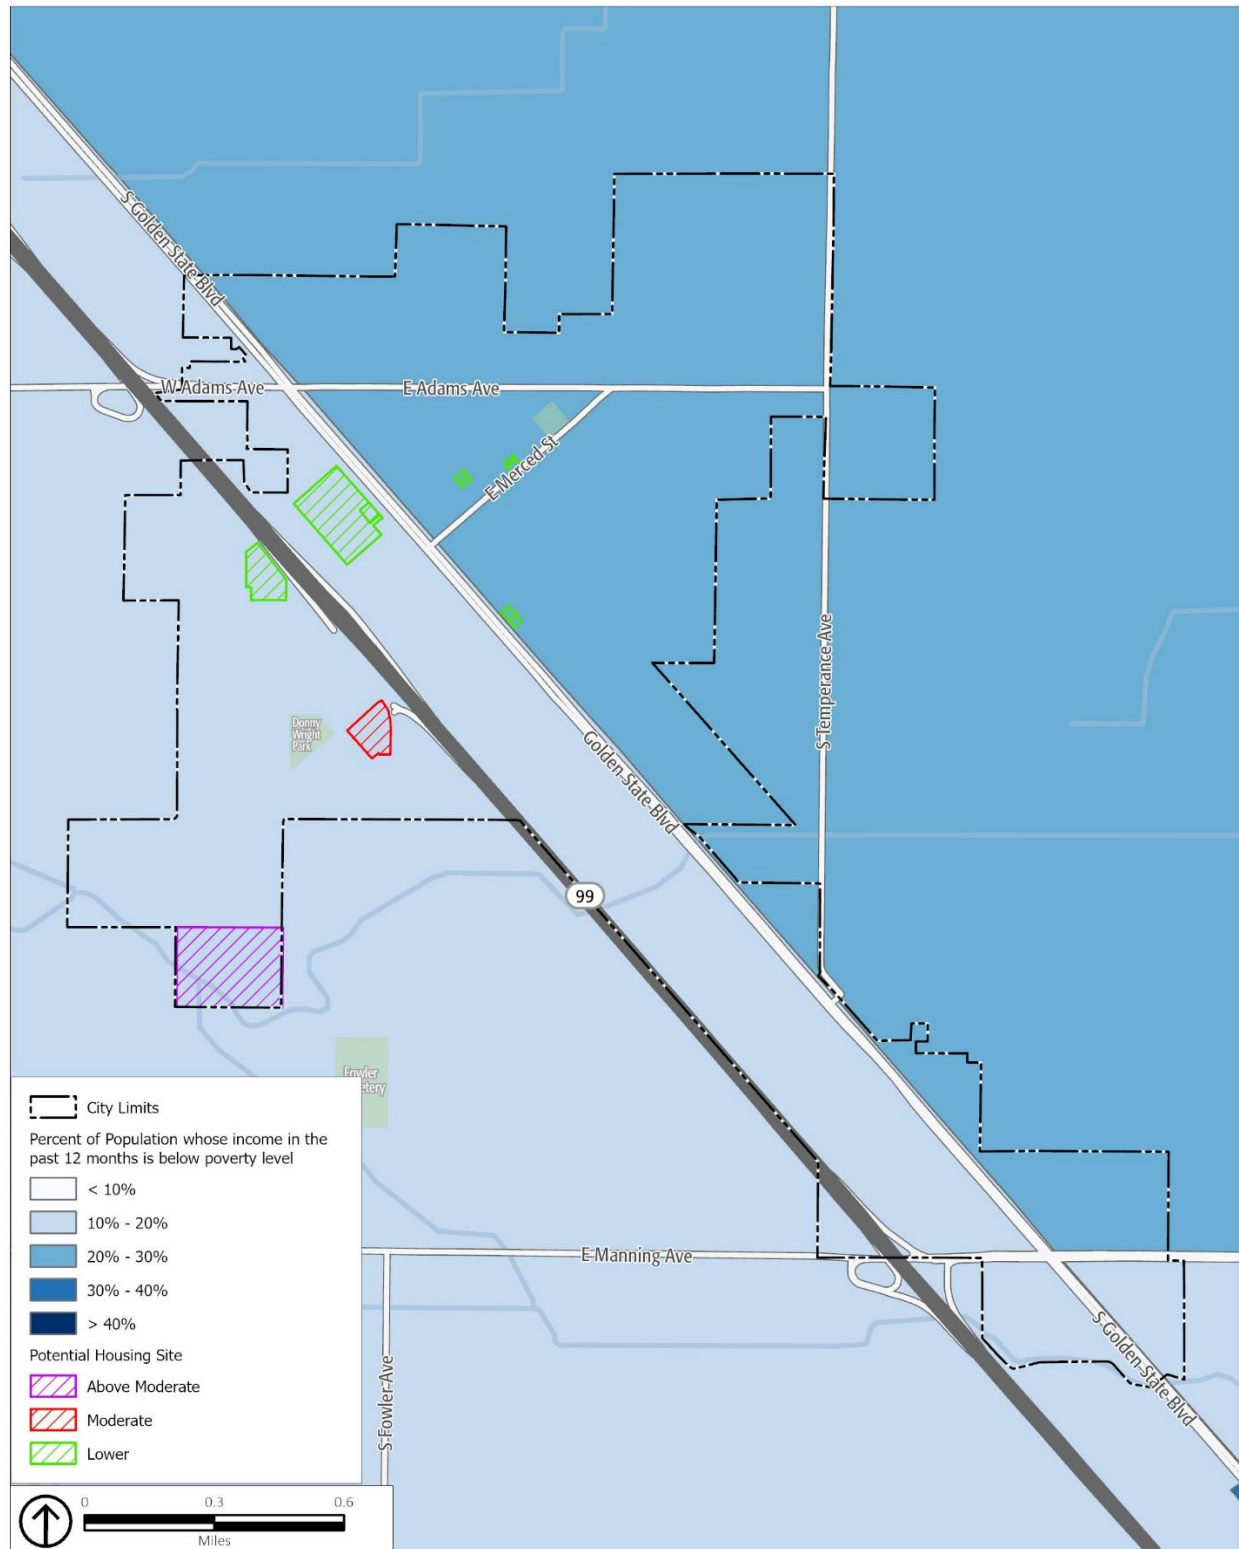 S Golden State Blvd
W Adams Ave
E Adams Ave
E Merced St
S Temperance Ave
Donny
Wright
Park
Golden State Blvd
99
Fowler
etery
E Manning Ave
S Fowler Ave
S Golden State Blvd
City Limits
Percent of Population whose income in the
past 12 months is below poverty level
< 10%
10% - 20%
20% - 30%
30% - 40%
> 40%
Potential Housing Site
Above Moderate
Moderate
Lower
0 0.3 0.6
Miles